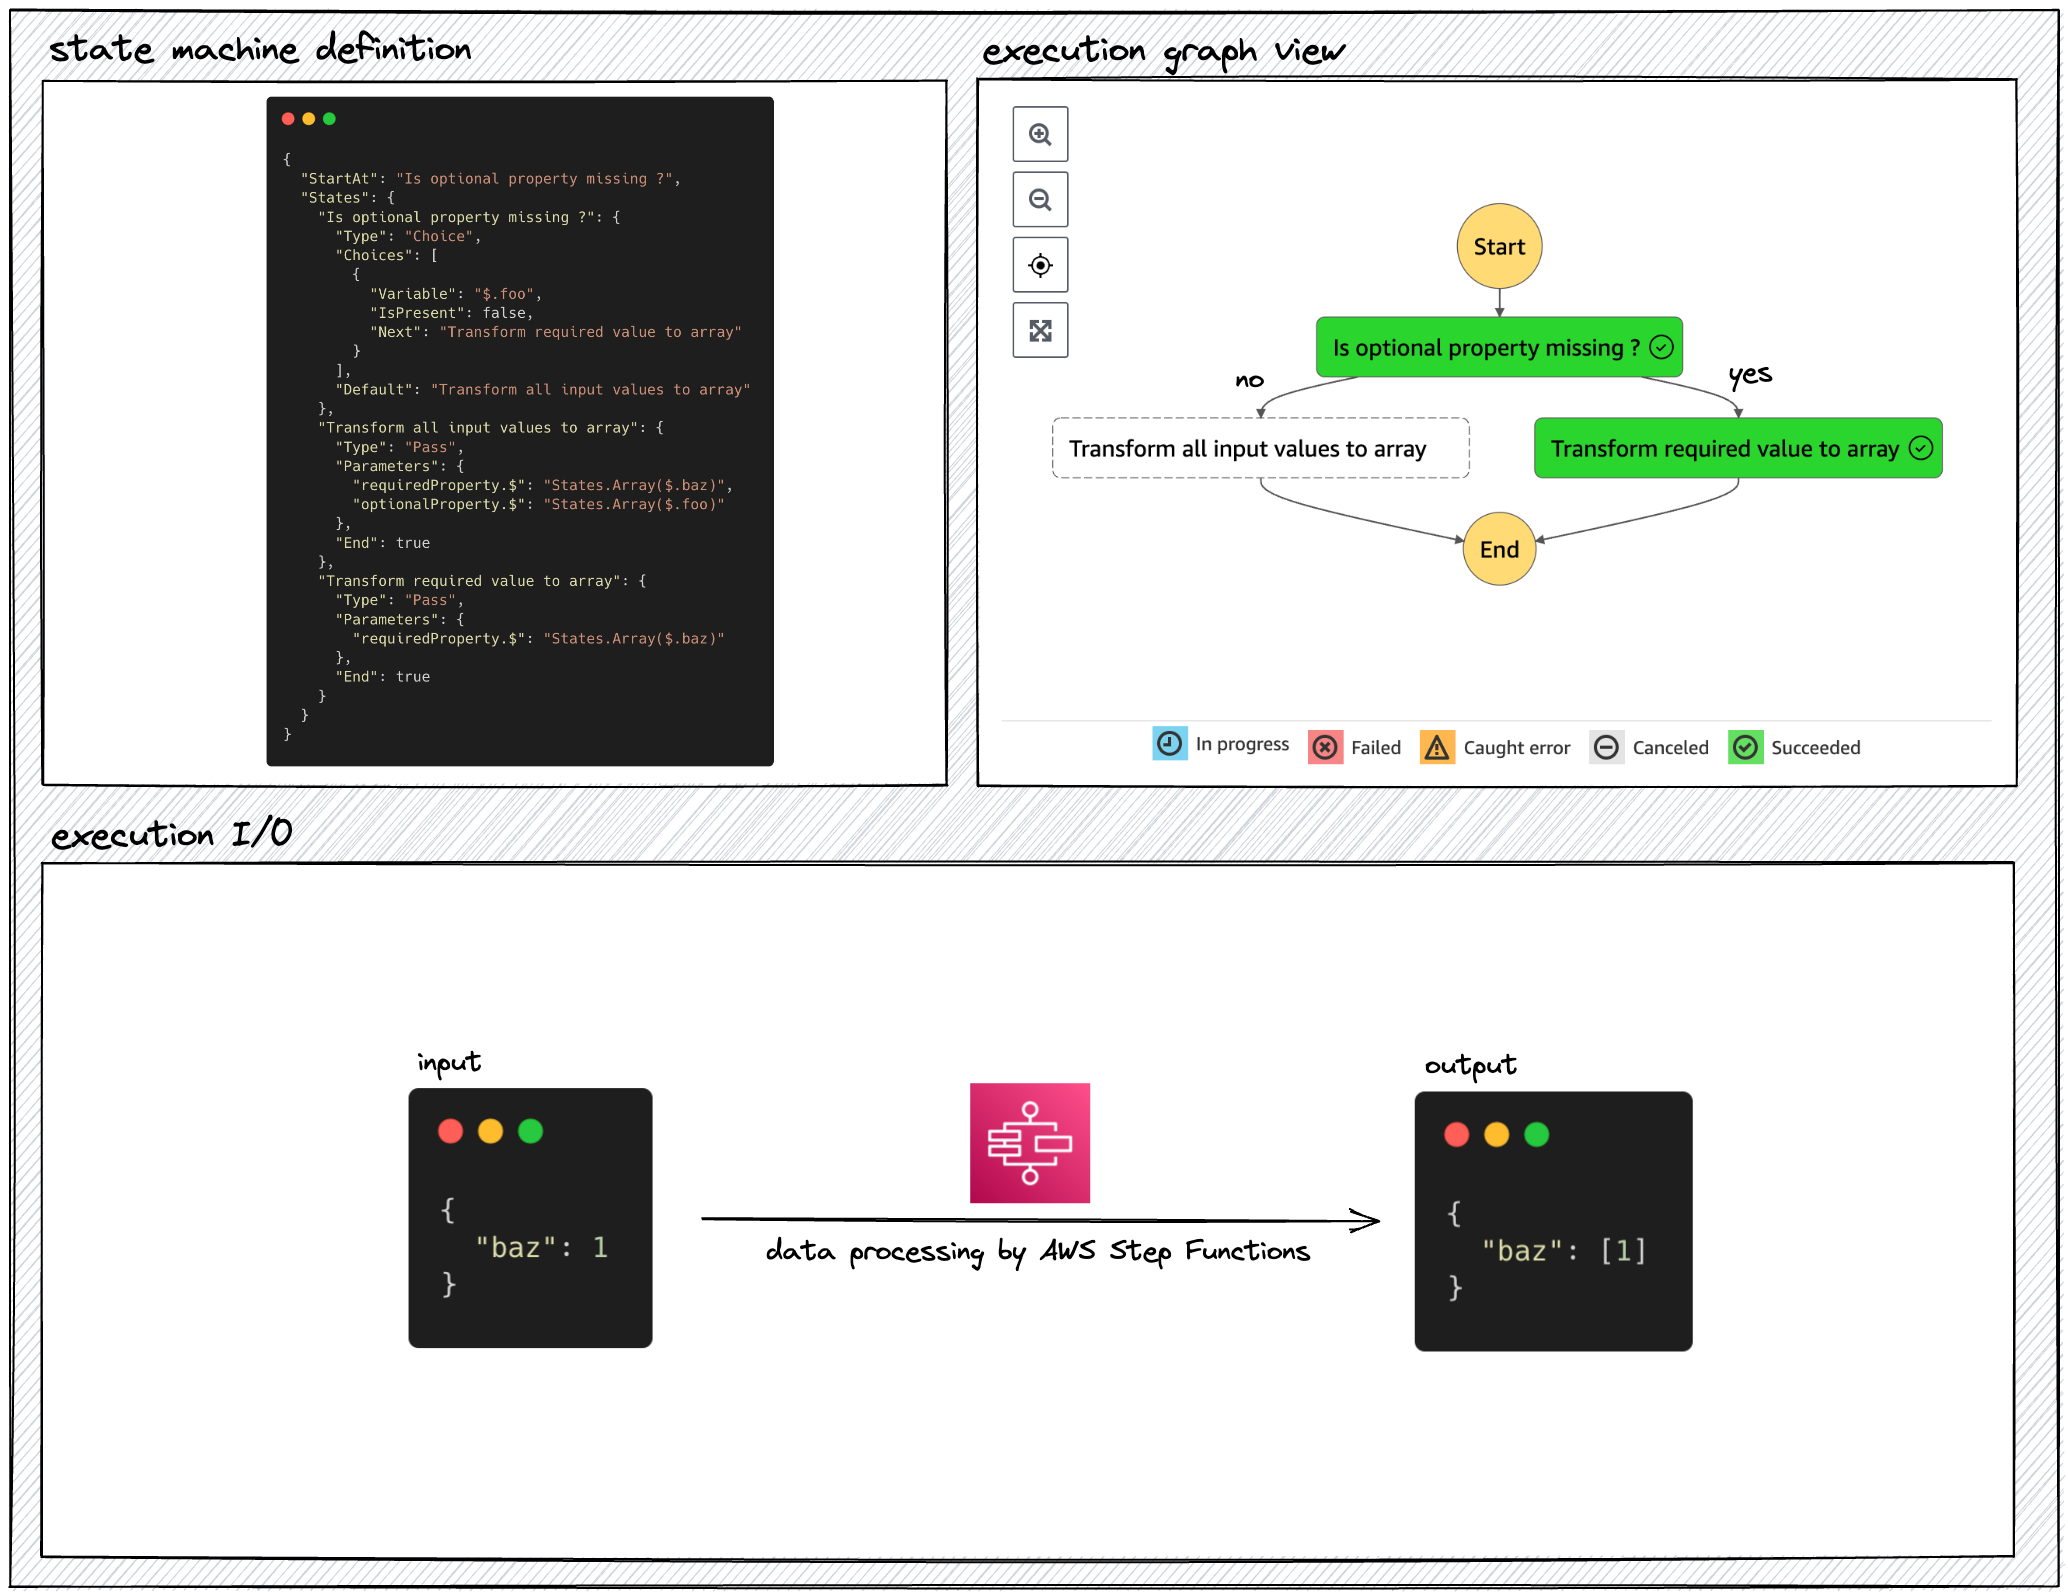 state machine definition
{
  "StartAt": "Is optional property missing ?",
  "States": {
    "Is optional property missing ?": {
      "Type": "Choice",
      "Choices": [
        {
          "Variable": "$.foo",
          "IsPresent": false,
          "Next": "Transform required value to array"
        }
      ],
      "Default": "Transform all input values to array"
    },
    "Transform all input values to array": {
      "Type": "Pass",
      "Parameters": {
        "requiredProperty.$": "States.Array($.baz)",
        "optionalProperty.$": "States.Array($.foo)"
      },
      "End": true
    },
    "Transform required value to array": {
      "Type": "Pass",
      "Parameters": {
        "requiredProperty.$": "States.Array($.baz)"
      },
      "End": true
    }
  }
}
execution graph view
Start
Is optional property missing ?
no
yes
Transform all input values to array
Transform required value to array
End
In progress
Failed
Caught error
Canceled
Succeeded
execution I/O
input
{
  "baz": 1
}
data processing by AWS Step Functions
output
{
  "baz": [1]
}